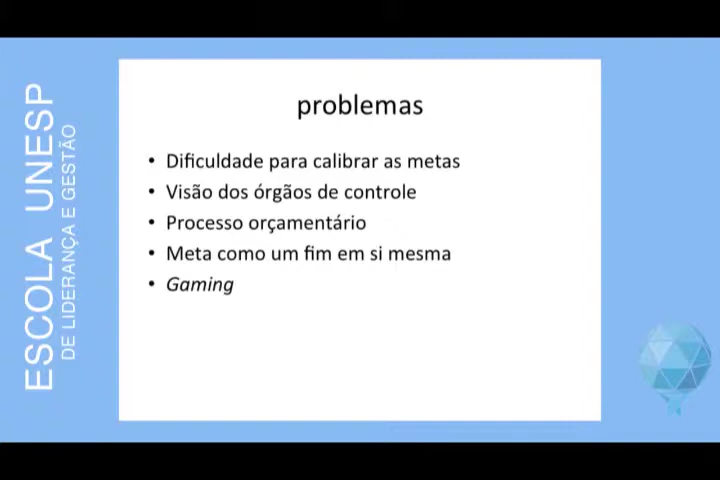 ESCOLA UNESP
DE LIDERANÇA E GESTÃO
problemas
• Dificuldade para calibrar as metas
• Visão dos órgãos de controle
• Processo orçamentário
• Meta como um fim em si mesma
• Gaming